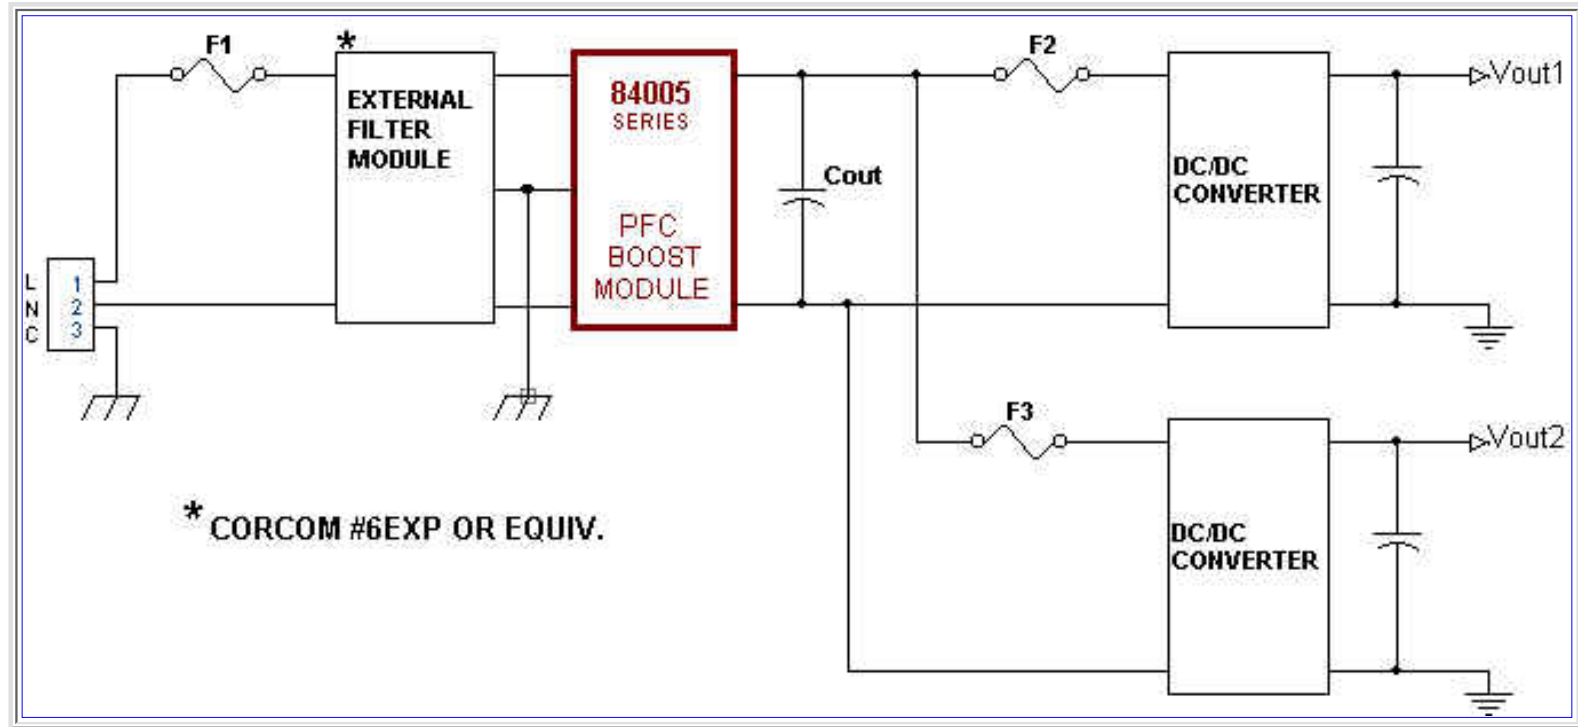 F1
*
F2
EXTERNAL
FILTER
MODULE
84005
SERIES
PFC
BOOST
MODULE
Cout
DC/DC
CONVERTER
Vout1
L 1
N 2
C 3
F3
DC/DC
CONVERTER
Vout2
* CORCOM #6EXP OR EQUIV.